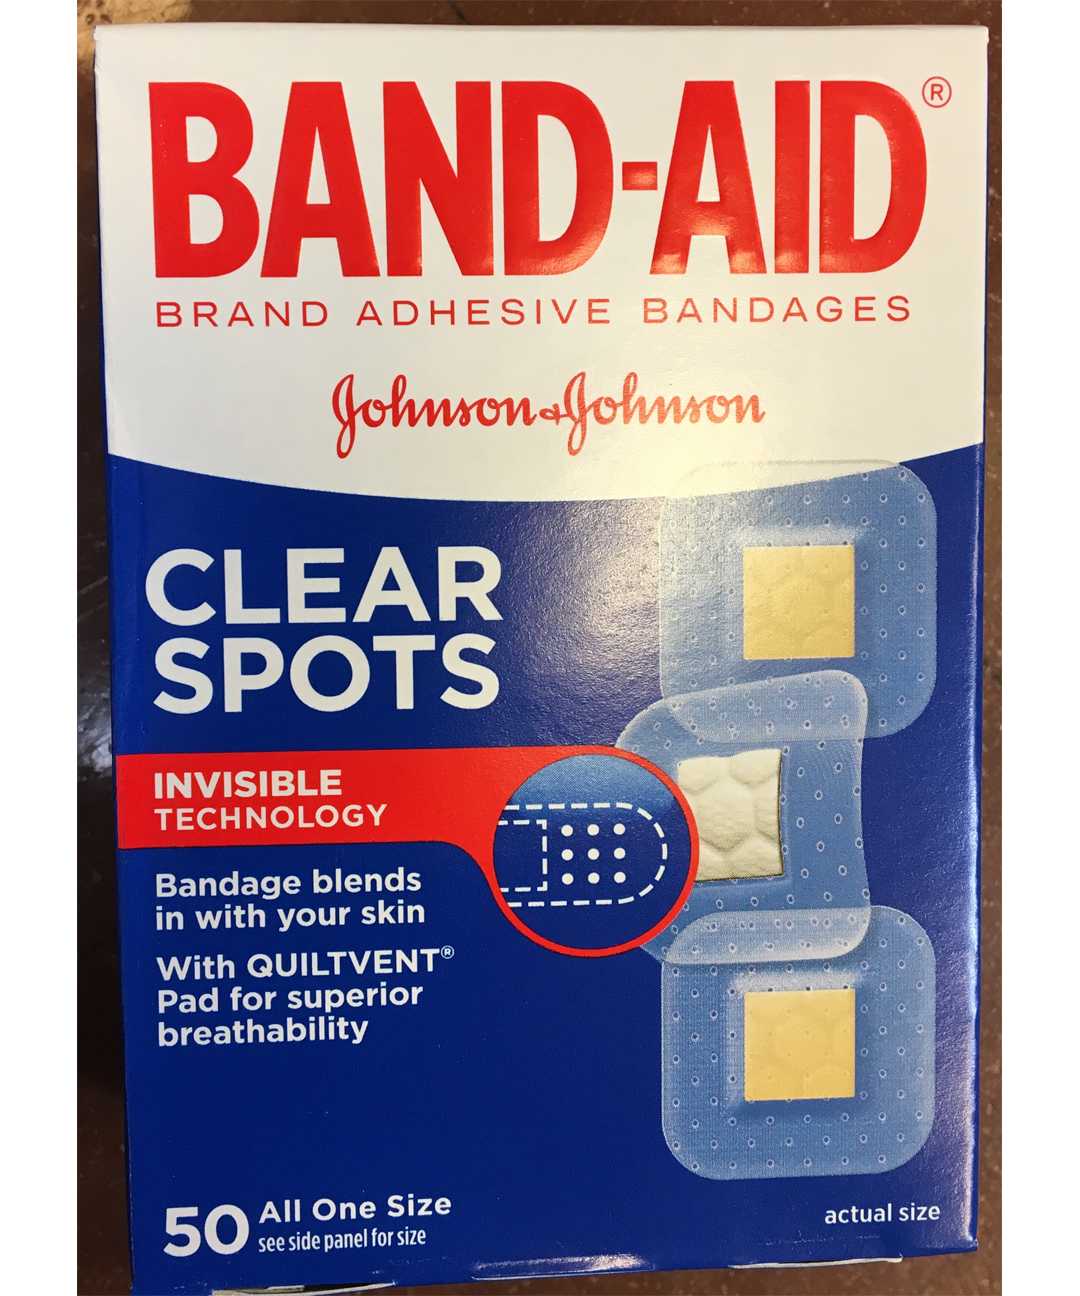 BAND-AID®
BRAND ADHESIVE BANDAGES
Johnson & Johnson
CLEAR
SPOTS
INVISIBLE
TECHNOLOGY
Bandage blends
in with your skin
With QUILTVENT®
Pad for superior
breathability
50 All One Size
see side panel for size
actual size